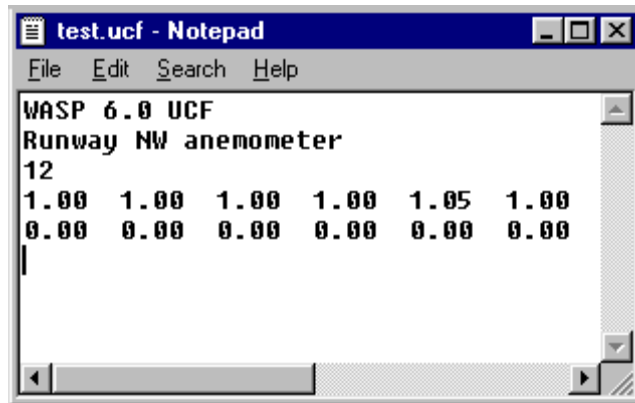 test.ucf - Notepad
File Edit Search Help
WASP 6.0 UCF
Runway NW anemometer
12
1.00 1.00 1.00 1.00 1.05 1.00
0.00 0.00 0.00 0.00 0.00 0.00